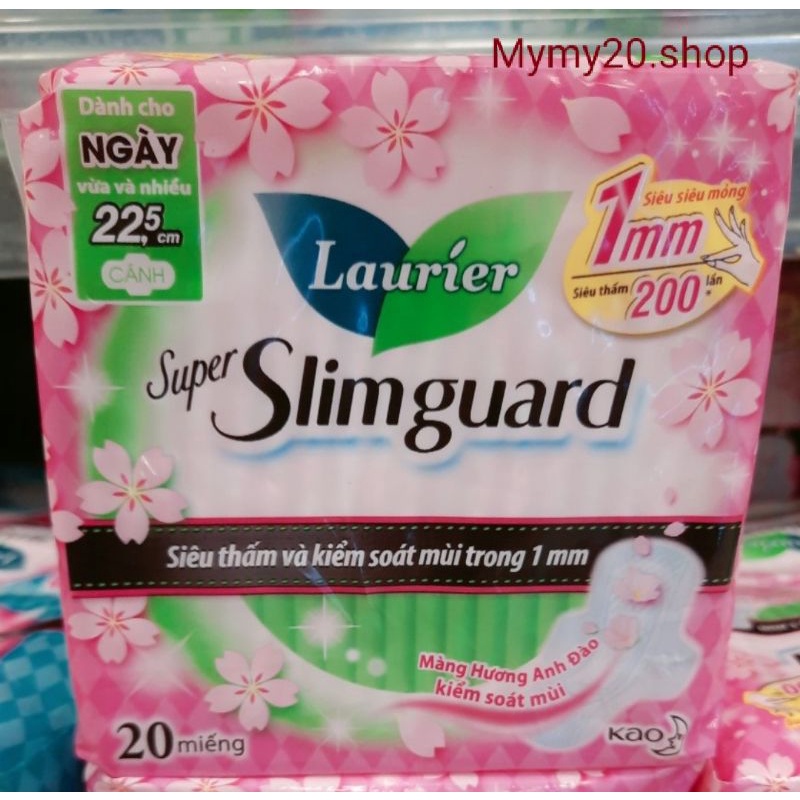 Mymy20.shop
Dành cho
NGÀY
vừa và nhiều
22,5 cm
CÁNH
Laurier
Siêu siêu mỏng
1mm
Siêu thấm 200 lần
Super Slimguard
Siêu thấm và kiểm soát mùi trong 1 mm
Màng Hương Anh Đào
kiểm soát mùi
20 miếng
Kao